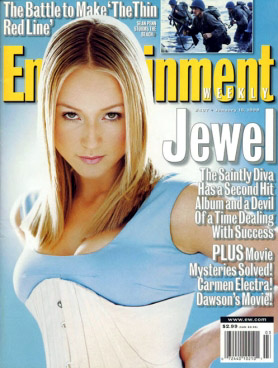 The Battle to Make 'The Thin
Red Line'
SEAN PENN
STORMS THE
BEACH
Entertainment
WEEKLY
Jewel
The Saintly Diva
Has a Second Hit
Album and a Devil
Of a Time Dealing
With Success
PLUS Movie
Mysteries Solved!
Carmen Electra!
Dawson's Movie!
www.ew.com
$2.99